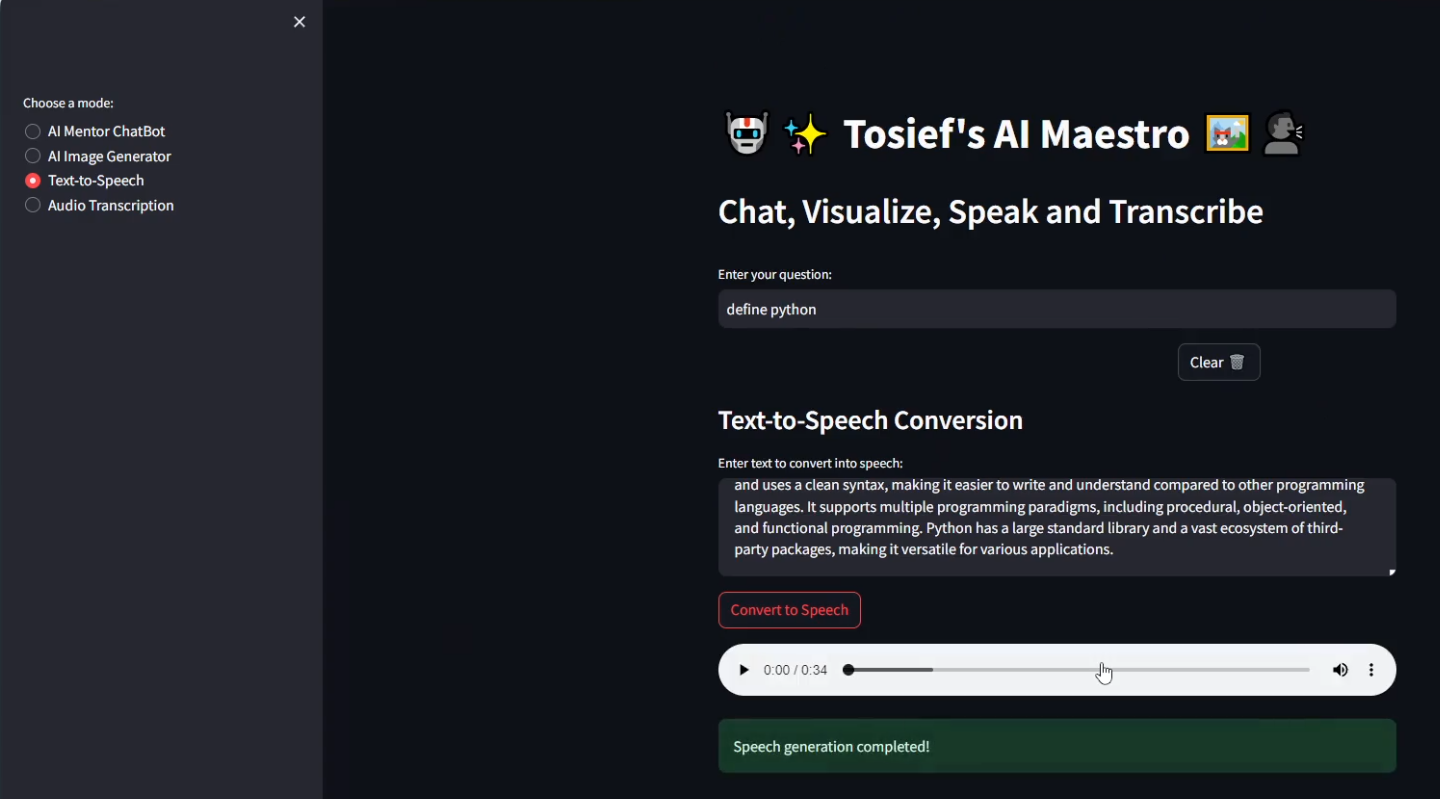 Choose a mode:
AI Mentor ChatBot
AI Image Generator
Text-to-Speech
Audio Transcription
Tosief's AI Maestro
Chat, Visualize, Speak and Transcribe
Enter your question:
define python
Clear
Text-to-Speech Conversion
Enter text to convert into speech:
and uses a clean syntax, making it easier to write and understand compared to other programming
languages. It supports multiple programming paradigms, including procedural, object-oriented,
and functional programming. Python has a large standard library and a vast ecosystem of third-
party packages, making it versatile for various applications.
Convert to Speech
0:00 / 0:34
Speech generation completed!